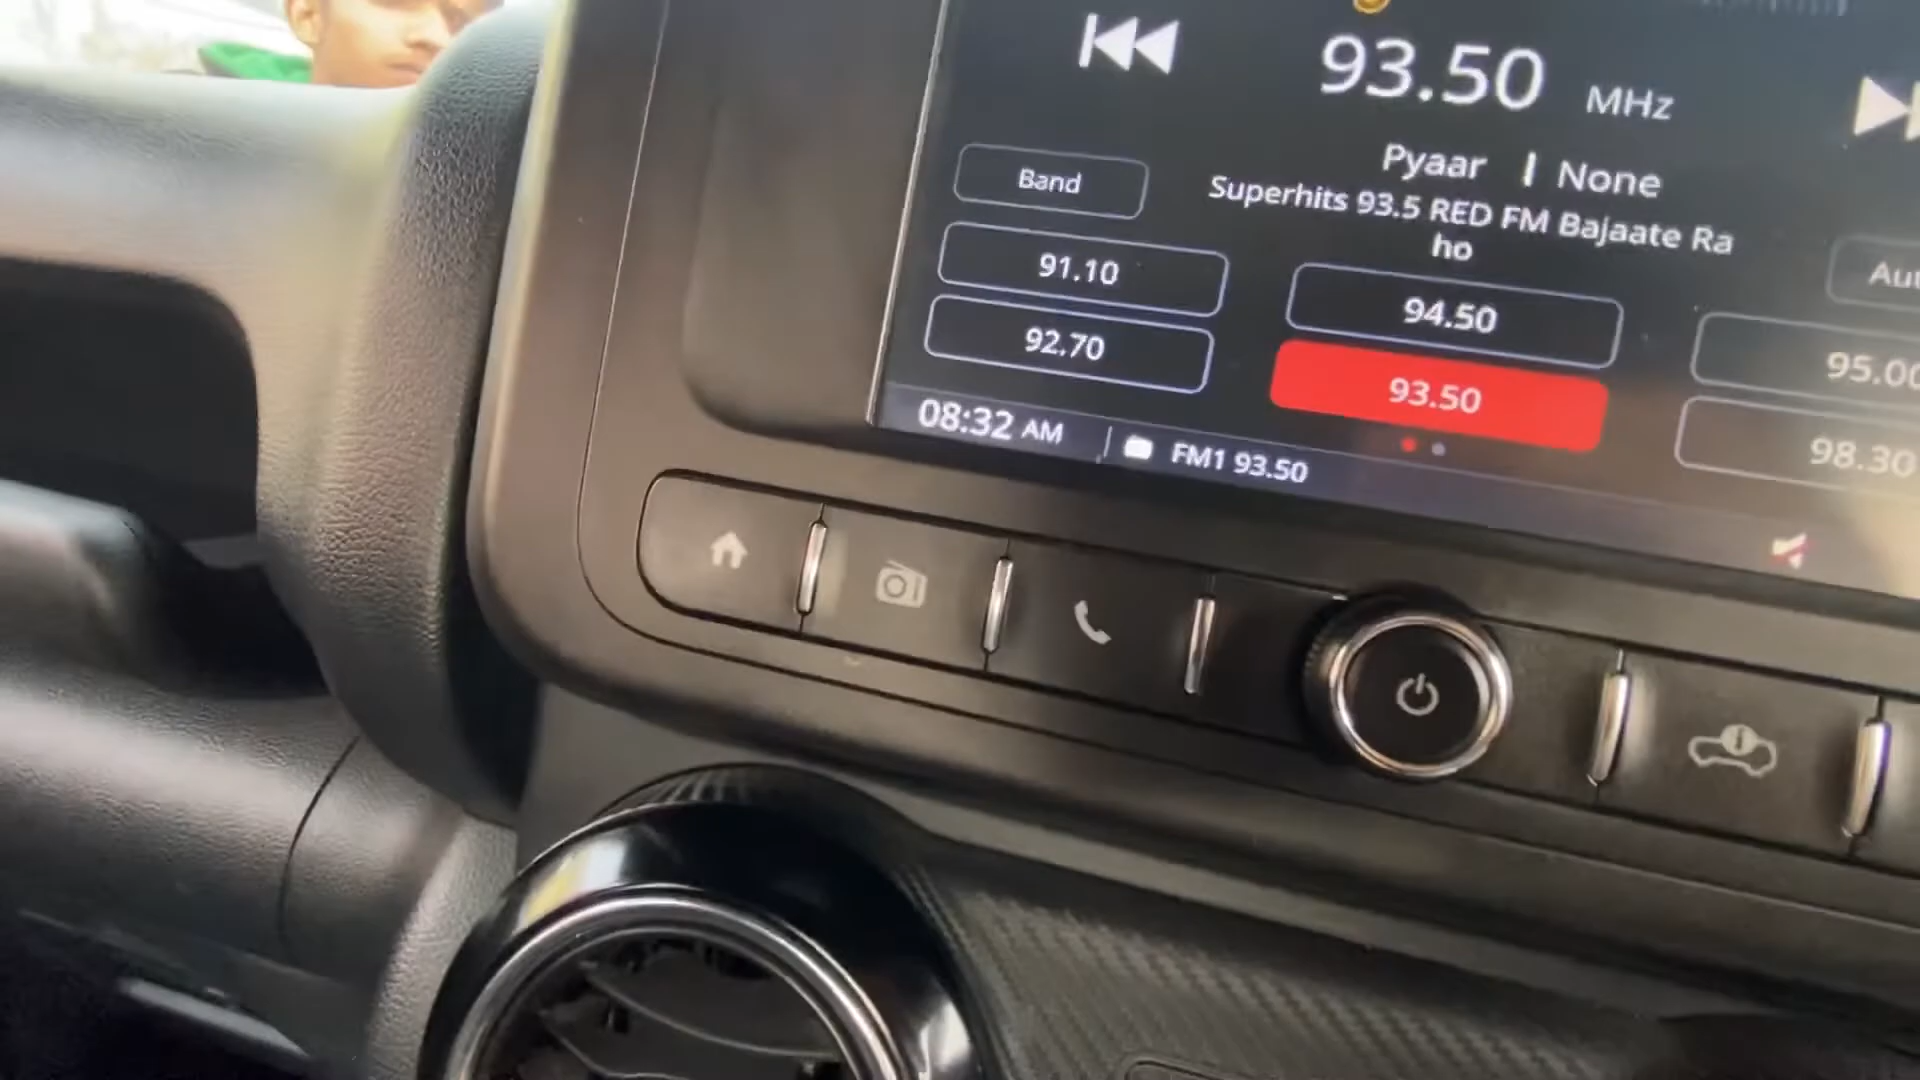 93.50 MHz
Pyaar | None
Band
Superhits 93.5 RED FM Bajaate Ra
ho
91.10
94.50
95.00
92.70
93.50
98.30
08:32 AM
FM1 93.50